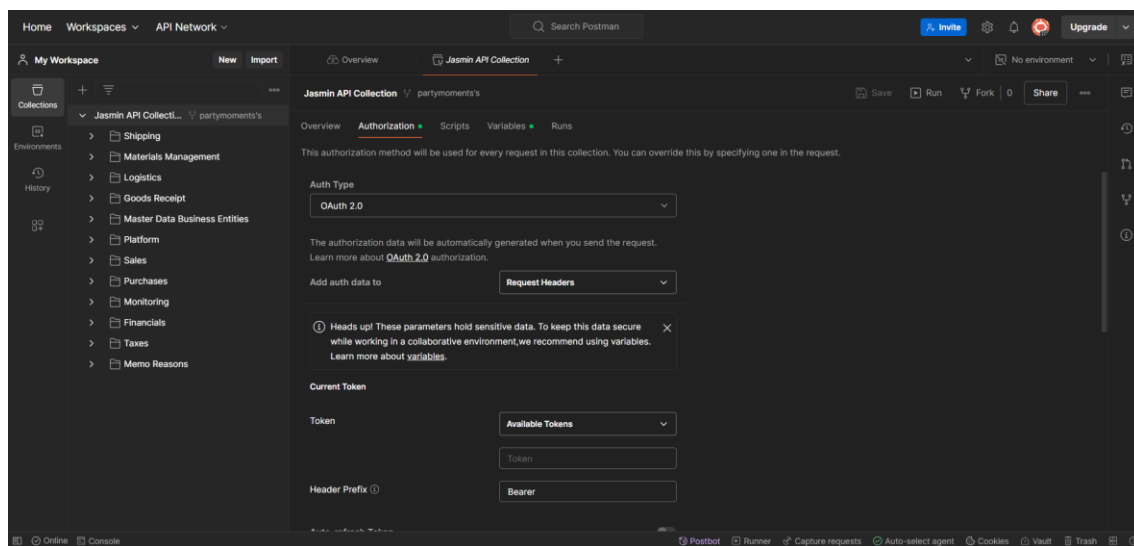 Home Workspaces API Network Search Postman Invite Upgrade
My Workspace New Import Overview Jasmin API Collection No environment
Collections
Environments
History
Jasmin API Collecti... partymoments's
Shipping
Materials Management
Logistics
Goods Receipt
Master Data Business Entities
Platform
Sales
Purchases
Monitoring
Financials
Taxes
Memo Reasons
Jasmin API Collection partymoments's Save Run Fork 0 Share
Overview Authorization Scripts Variables Runs
This authorization method will be used for every request in this collection. You can override this by specifying one in the request.
Auth Type
OAuth 2.0
The authorization data will be automatically generated when you send the request.
Learn more about OAuth 2.0 authorization.
Add auth data to Request Headers
Heads up! These parameters hold sensitive data. To keep this data secure
while working in a collaborative environment,we recommend using variables.
Learn more about variables.
Current Token
Token Available Tokens
Token
Header Prefix Bearer
Auto-refresh Token
Online Console Postbot Runner Capture requests Auto-select agent Cookies Vault Trash